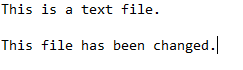 This is a text file.
This file has been changed.